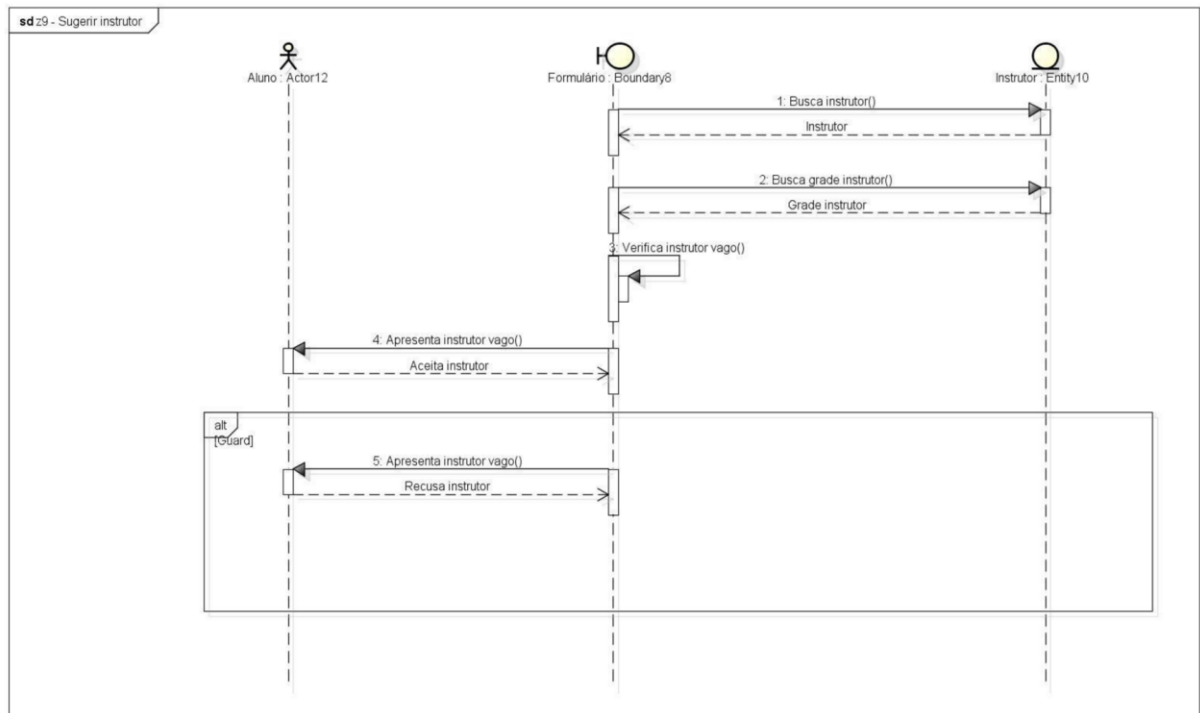 sd z9 - Sugerir instrutor
Aluno : Actor12
Formulário : Boundary8
Instrutor : Entity10
1: Busca instrutor()
Instrutor
2: Busca grade instrutor()
Grade instrutor
3: Verifica instrutor vago()
4: Apresenta instrutor vago()
Aceita instrutor
alt
[Guard]
5: Apresenta instrutor vago()
Recusa instrutor